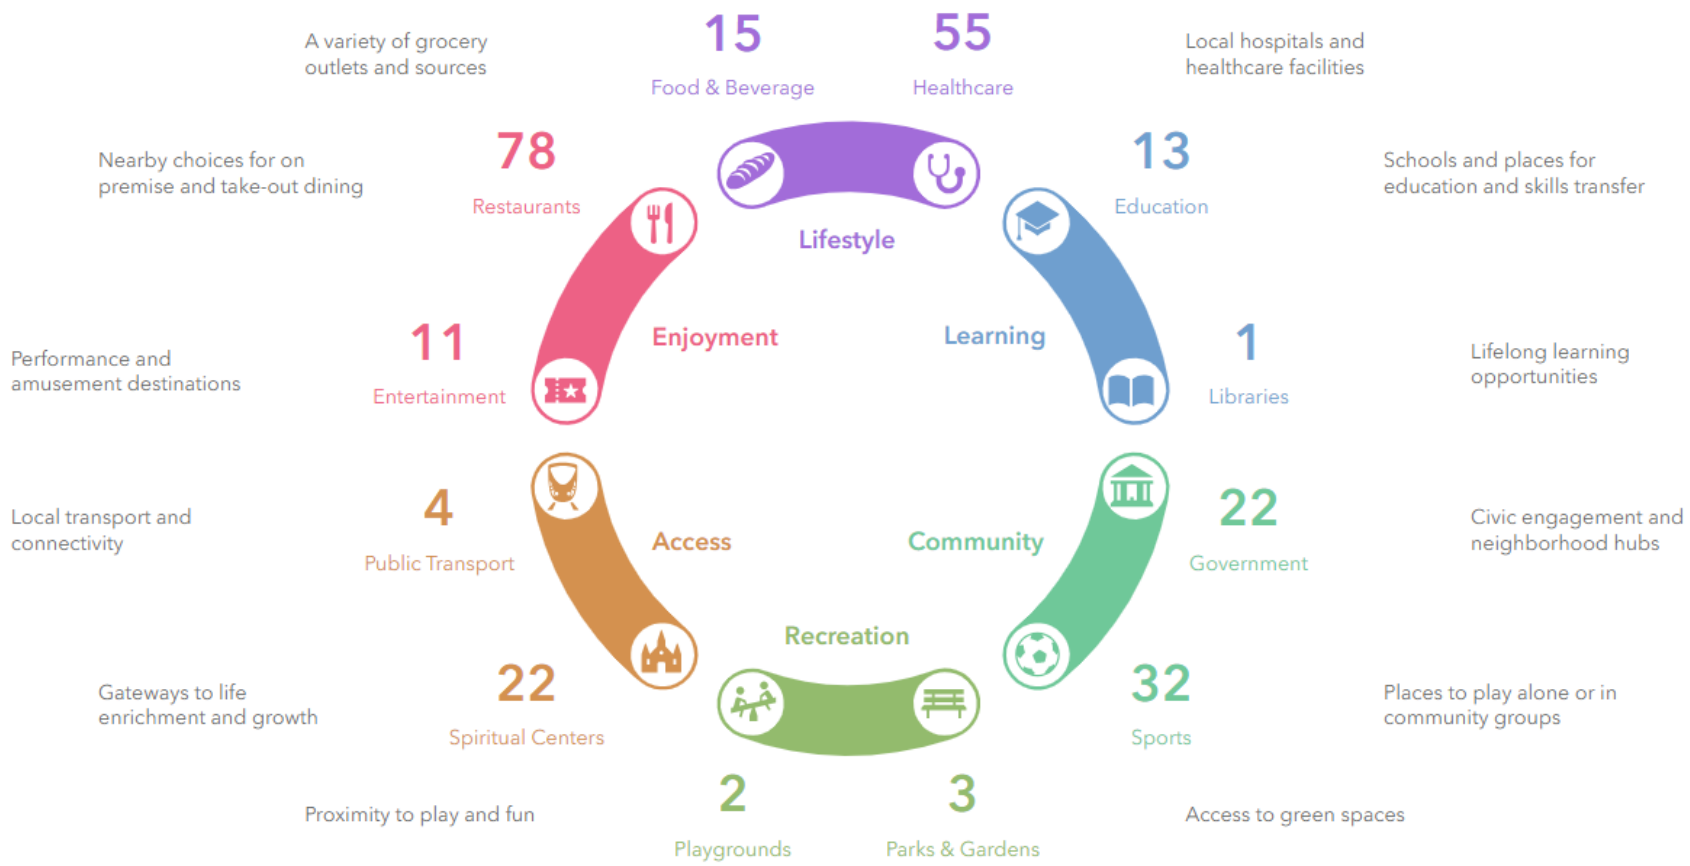 15
55
A variety of grocery
outlets and sources
Local hospitals and
healthcare facilities
Food & Beverage
Healthcare
78
13
Nearby choices for on
premise and take-out dining
Schools and places for
education and skills transfer
Restaurants
Education
Lifestyle
11
Enjoyment
Learning
1
Performance and
amusement destinations
Lifelong learning
opportunities
Entertainment
Libraries
4
22
Local transport and
connectivity
Access
Community
Civic engagement and
neighborhood hubs
Public Transport
Government
Recreation
22
32
Gateways to life
enrichment and growth
Places to play alone or in
community groups
Spiritual Centers
Sports
2
3
Proximity to play and fun
Access to green spaces
Playgrounds
Parks & Gardens